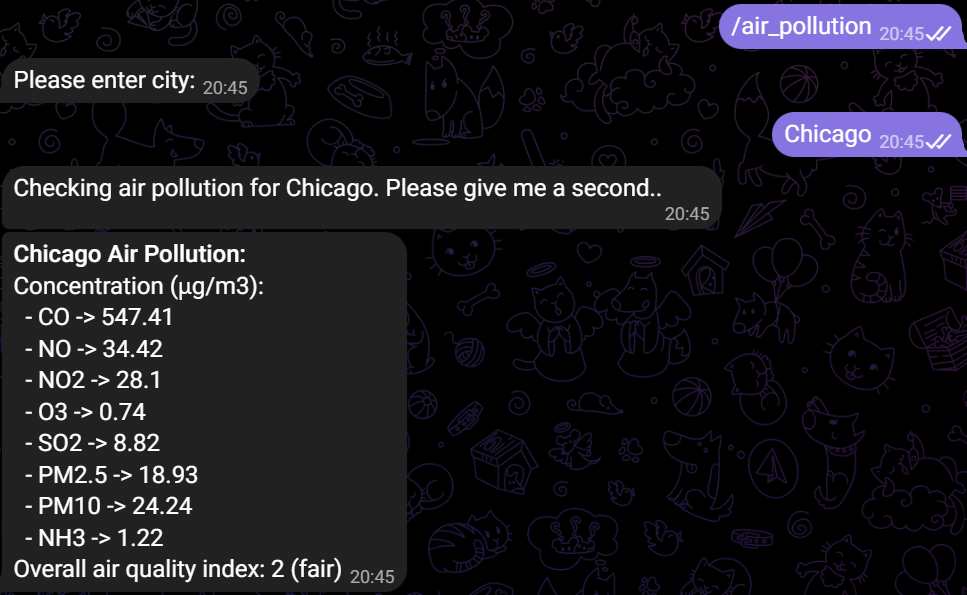 /air_pollution 20:45
Please enter city: 20:45
Chicago 20:45
Checking air pollution for Chicago. Please give me a second..
20:45
Chicago Air Pollution:
Concentration (μg/m3):
- CO -> 547.41
- NO -> 34.42
- NO2 -> 28.1
- O3 -> 0.74
- SO2 -> 8.82
- PM2.5 -> 18.93
- PM10 -> 24.24
- NH3 -> 1.22
Overall air quality index: 2 (fair) 20:45